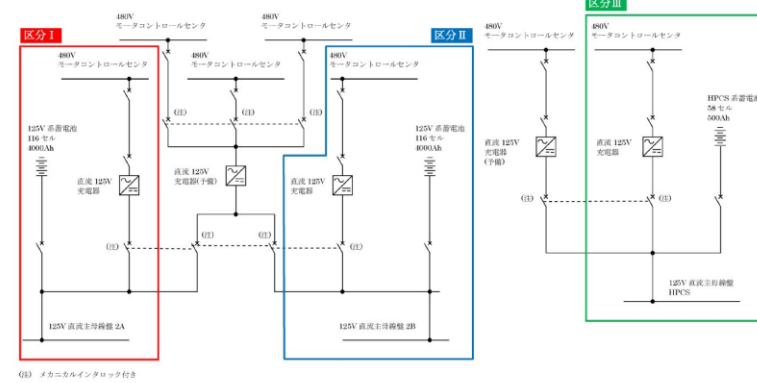 区分Ⅰ
480V
モータコントロールセンタ
125V 系蓄電池
116 セル
4000Ah
直流 125V
充電器
(注)
125V 直流主母線盤 2A
480V
モータコントロールセンタ
480V
モータコントロールセンタ
480V
モータコントロールセンタ
(注)
(注)
(注)
直流 125V
充電器(予備)
(注)
(注)
区分Ⅱ
480V
モータコントロールセンタ
直流 125V
充電器
125V 系蓄電池
116 セル
4000Ah
(注)
125V 直流主母線盤 2B
480V
モータコントロールセンタ
直流 125V
充電器
(予備)
(注)
区分Ⅲ
480V
モータコントロールセンタ
直流 125V
充電器
HPCS 系蓄電池
58 セル
500Ah
(注)
125V 直流主母線盤
HPCS
(注) メカニカルインタロック付き